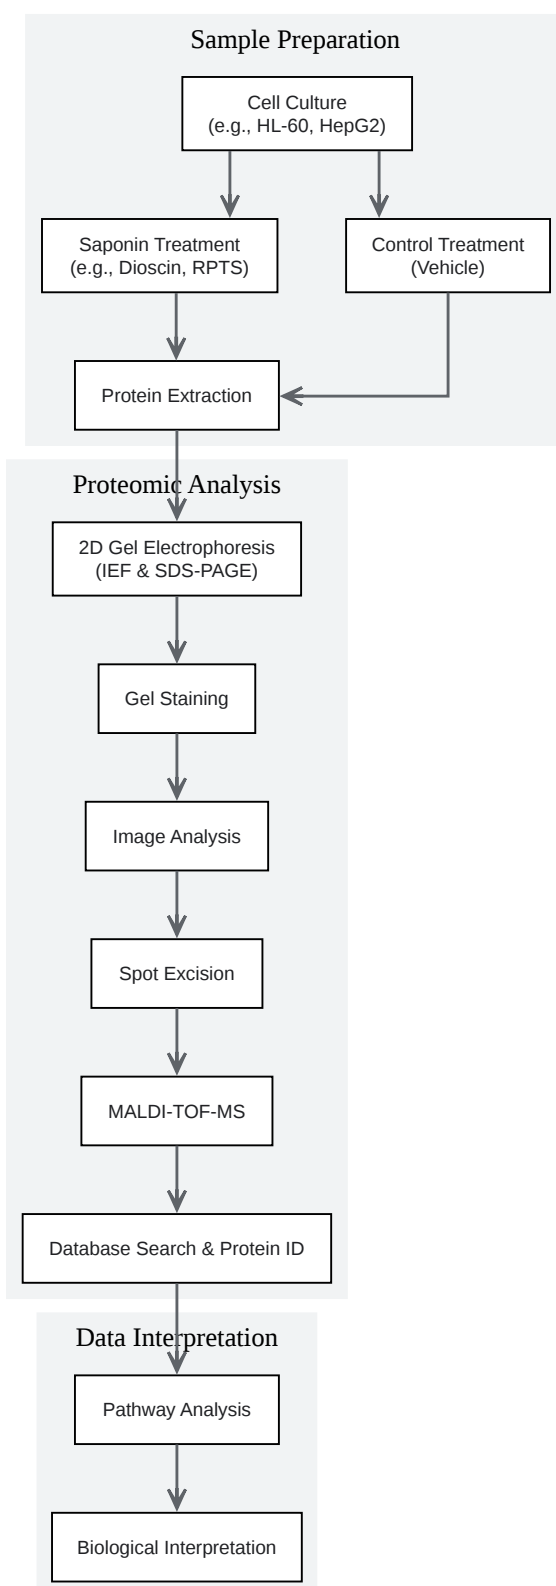 Sample Preparation
Cell Culture
(e.g., HL-60, HepG2)
Saponin Treatment
(e.g., Dioscin, RPTS)
Control Treatment
(Vehicle)
Protein Extraction
Proteomic Analysis
2D Gel Electrophoresis
(IEF & SDS-PAGE)
Gel Staining
Image Analysis
Spot Excision
MALDI-TOF-MS
Database Search & Protein ID
Data Interpretation
Pathway Analysis
Biological Interpretation